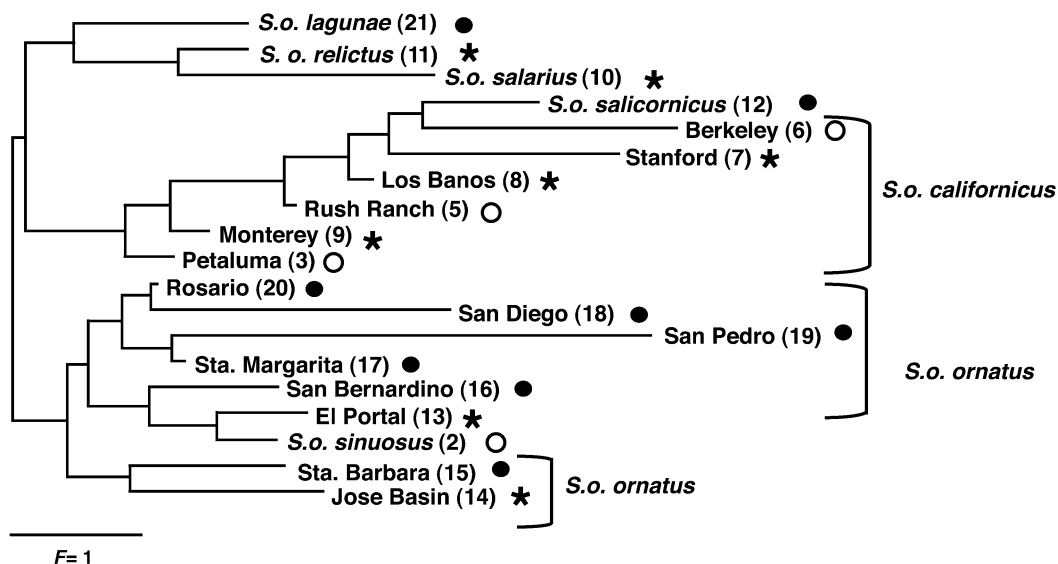 S.o. lagunae (21)
S. o. relictus (11)
S.o. salarius (10)
S.o. salicornicus (12)
Berkeley (6)
Stanford (7)
Los Banos (8)
S.o. californicus
Rush Ranch (5)
Monterey (9)
Petaluma (3)
Rosario (20)
San Diego (18)
San Pedro (19)
Sta. Margarita (17)
S.o. ornatus
San Bernardino (16)
El Portal (13)
S.o. sinuosus (2)
Sta. Barbara (15)
S.o. ornatus
Jose Basin (14)
F= 1